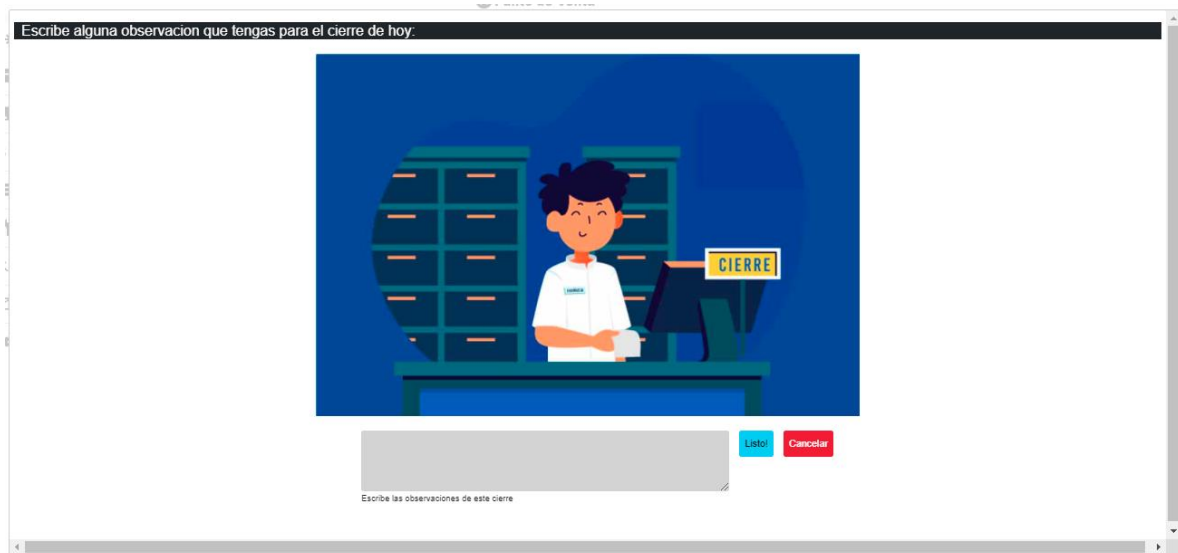 Escribe alguna observacion que tengas para el cierre de hoy:
CIERRE
Listo!
Cancelar
Escribe las observaciones de este cierre